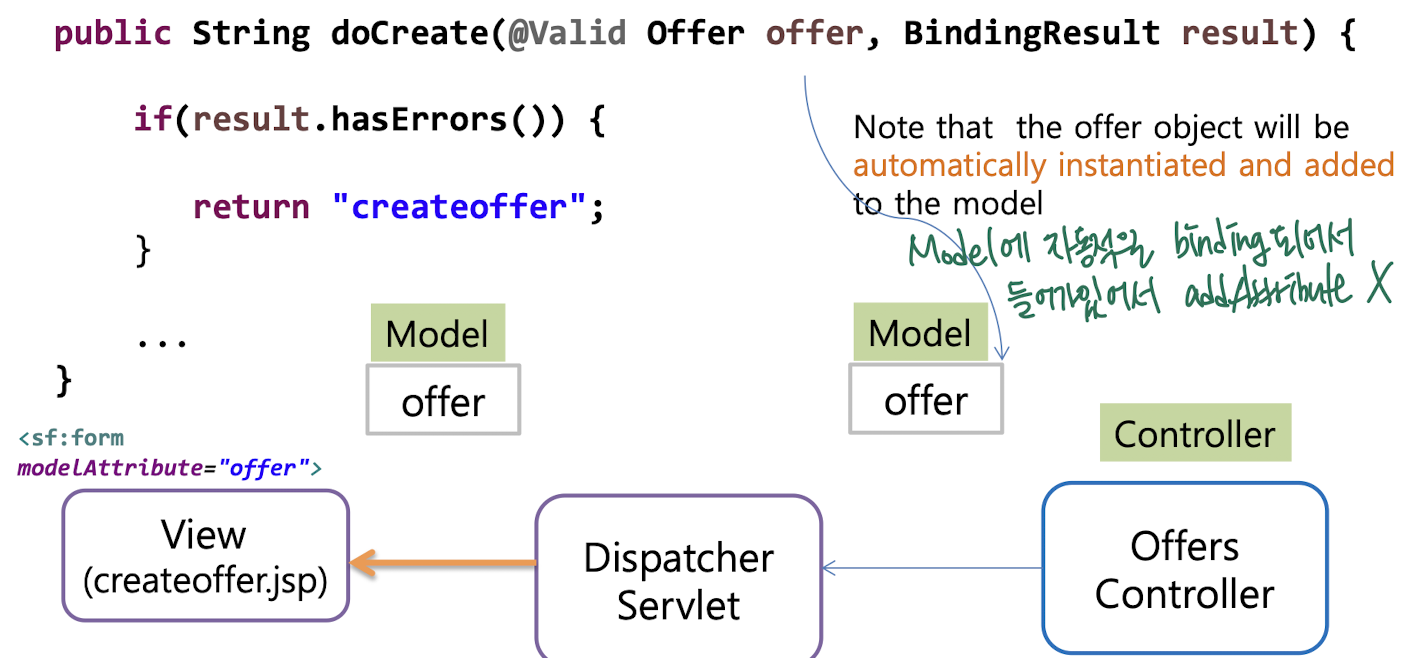 public String doCreate(@Valid Offer offer, BindingResult result) {
if(result.hasErrors()) {
return "createoffer";
}
...
}
Note that the offer object will be
automatically instantiated and added
to the model
Model에 자동적으로 binding되어서
들어가있어서 addAttribute X
Model
offer
Model
offer
Controller
<sf:form
modelAttribute="offer">
View
(createoffer.jsp)
Dispatcher
Servlet
Offers
Controller